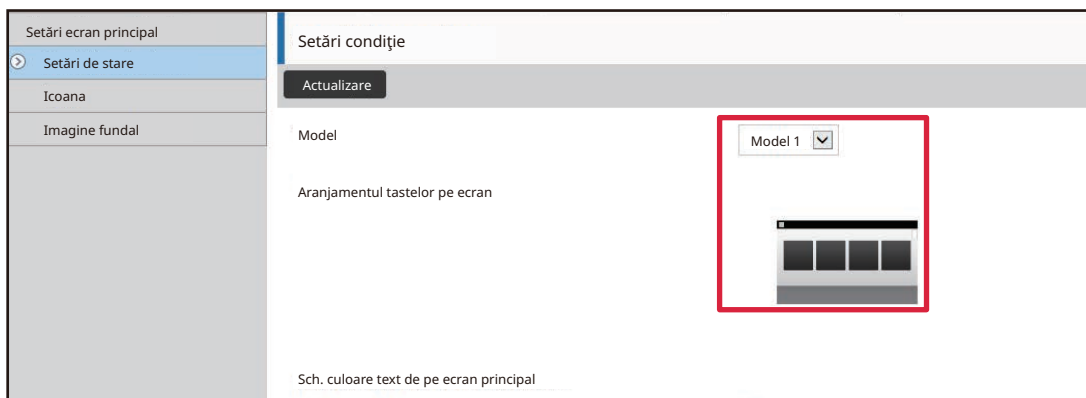 Setări ecran principal
Setări de stare
Icoana
Imagine fundal
Setări condiţie
Actualizare
Model
Model 1
Aranjamentul tastelor pe ecran
Sch. culoare text de pe ecran principal